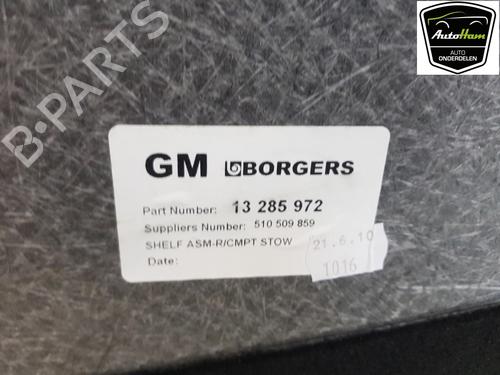 AutoHam
AUTO
ONDERDELEN
B-PARTS
GM BORGERS
Part Number: 13 285 972
Suppliers Number: 510 509 859
SHELF ASM-R/CMPT STOW
Date:
21.6.10
1016